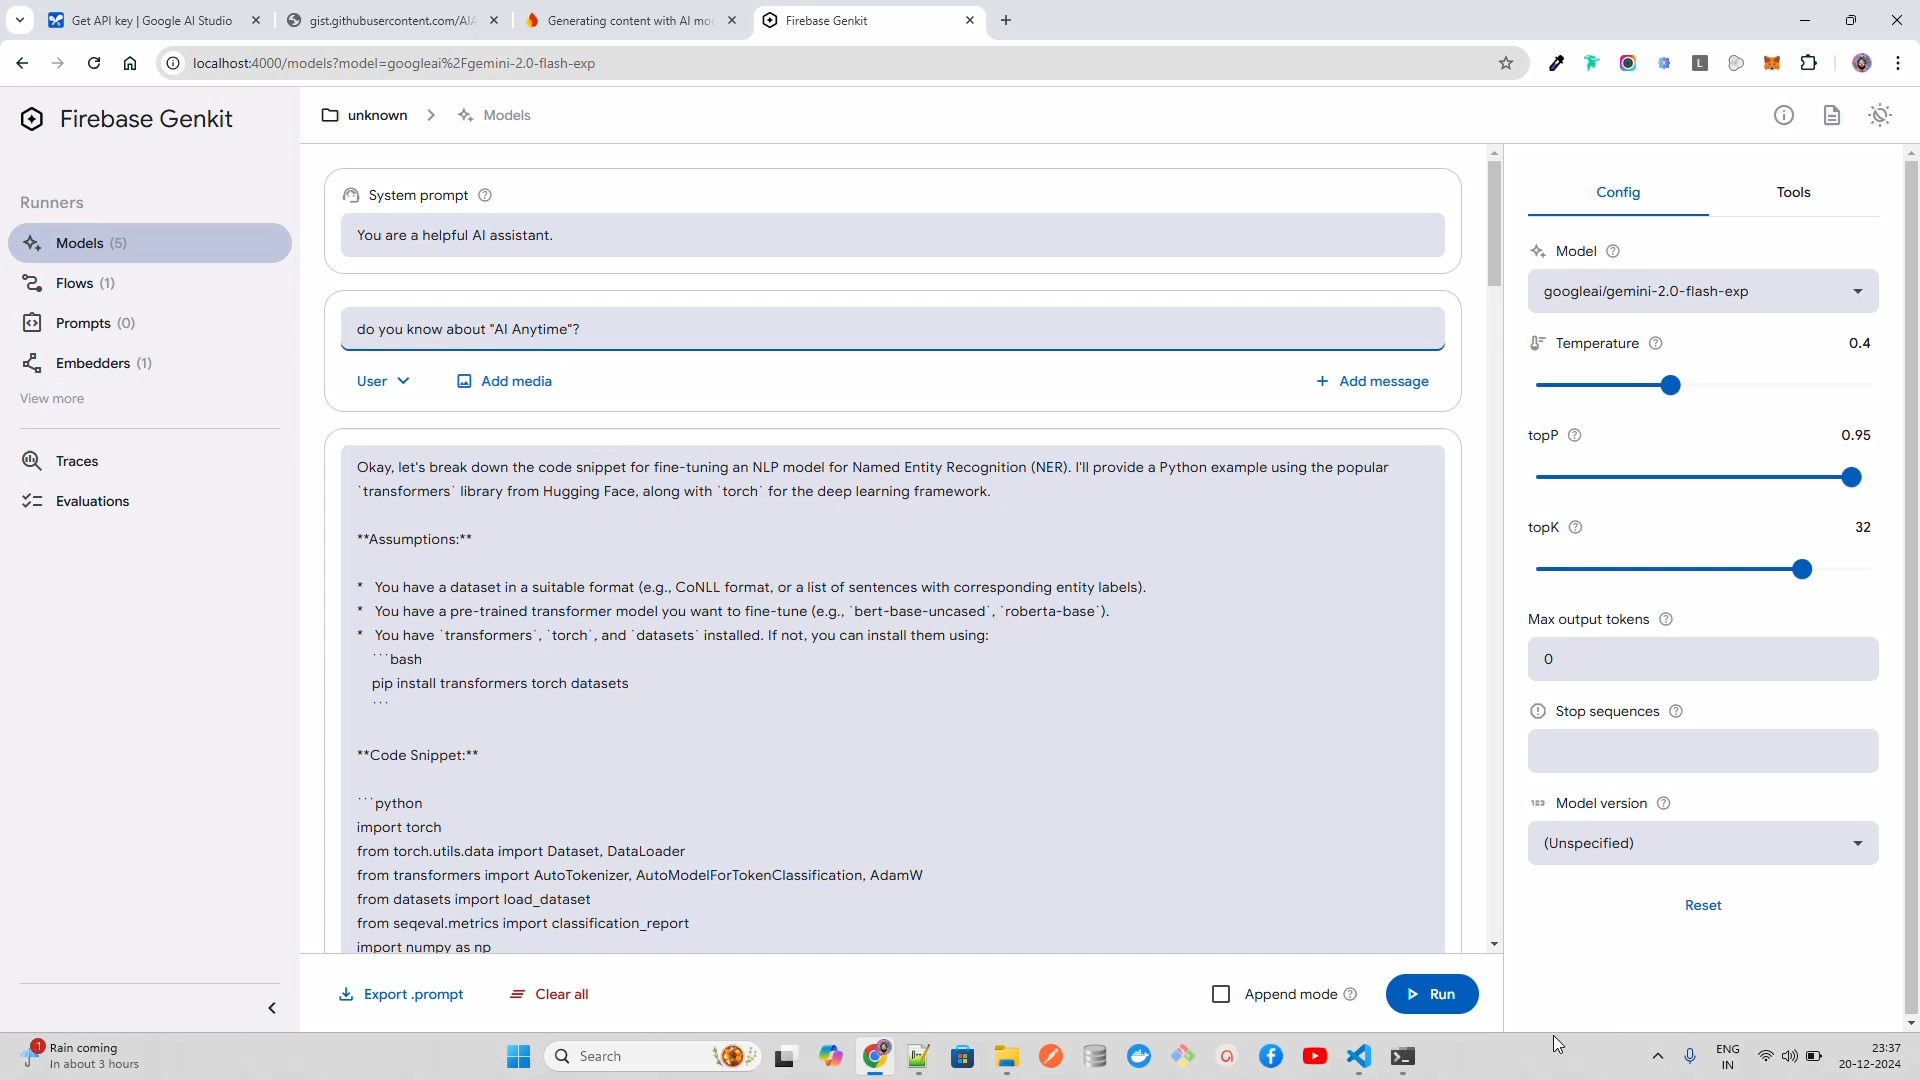 Get API key | Google AI Studio
gist.githubusercontent.com/AIA
Generating content with AI mo
Firebase Genkit
localhost:4000/models?model=googleai%2Fgemini-2.0-flash-exp
L
Firebase Genkit
unknown
Models
Runners
Models (5)
Flows (1)
Prompts (0)
Embedders (1)
View more
Traces
Evaluations
System prompt
You are a helpful AI assistant.
do you know about "AI Anytime"?
User
Add media
Add message
Okay, let's break down the code snippet for fine-tuning an NLP model for Named Entity Recognition (NER). I'll provide a Python example using the popular
`transformers` library from Hugging Face, along with `torch` for the deep learning framework.
**Assumptions:**
* You have a dataset in a suitable format (e.g., CoNLL format, or a list of sentences with corresponding entity labels).
* You have a pre-trained transformer model you want to fine-tune (e.g., `bert-base-uncased`, `roberta-base`).
* You have `transformers`, `torch`, and `datasets` installed. If not, you can install them using:
```bash
pip install transformers torch datasets
```
**Code Snippet:**
```python
import torch
from torch.utils.data import Dataset, DataLoader
from transformers import AutoTokenizer, AutoModelForTokenClassification, AdamW
from datasets import load_dataset
from seqeval.metrics import classification_report
import numpy as np
Export .prompt
Clear all
Append mode
Run
Config
Tools
Model
googleai/gemini-2.0-flash-exp
Temperature
0.4
topP
0.95
topK
32
Max output tokens
0
Stop sequences
123
Model version
(Unspecified)
Reset
1
Rain coming
In about 3 hours
Search
ENG
IN
23:37
20-12-2024